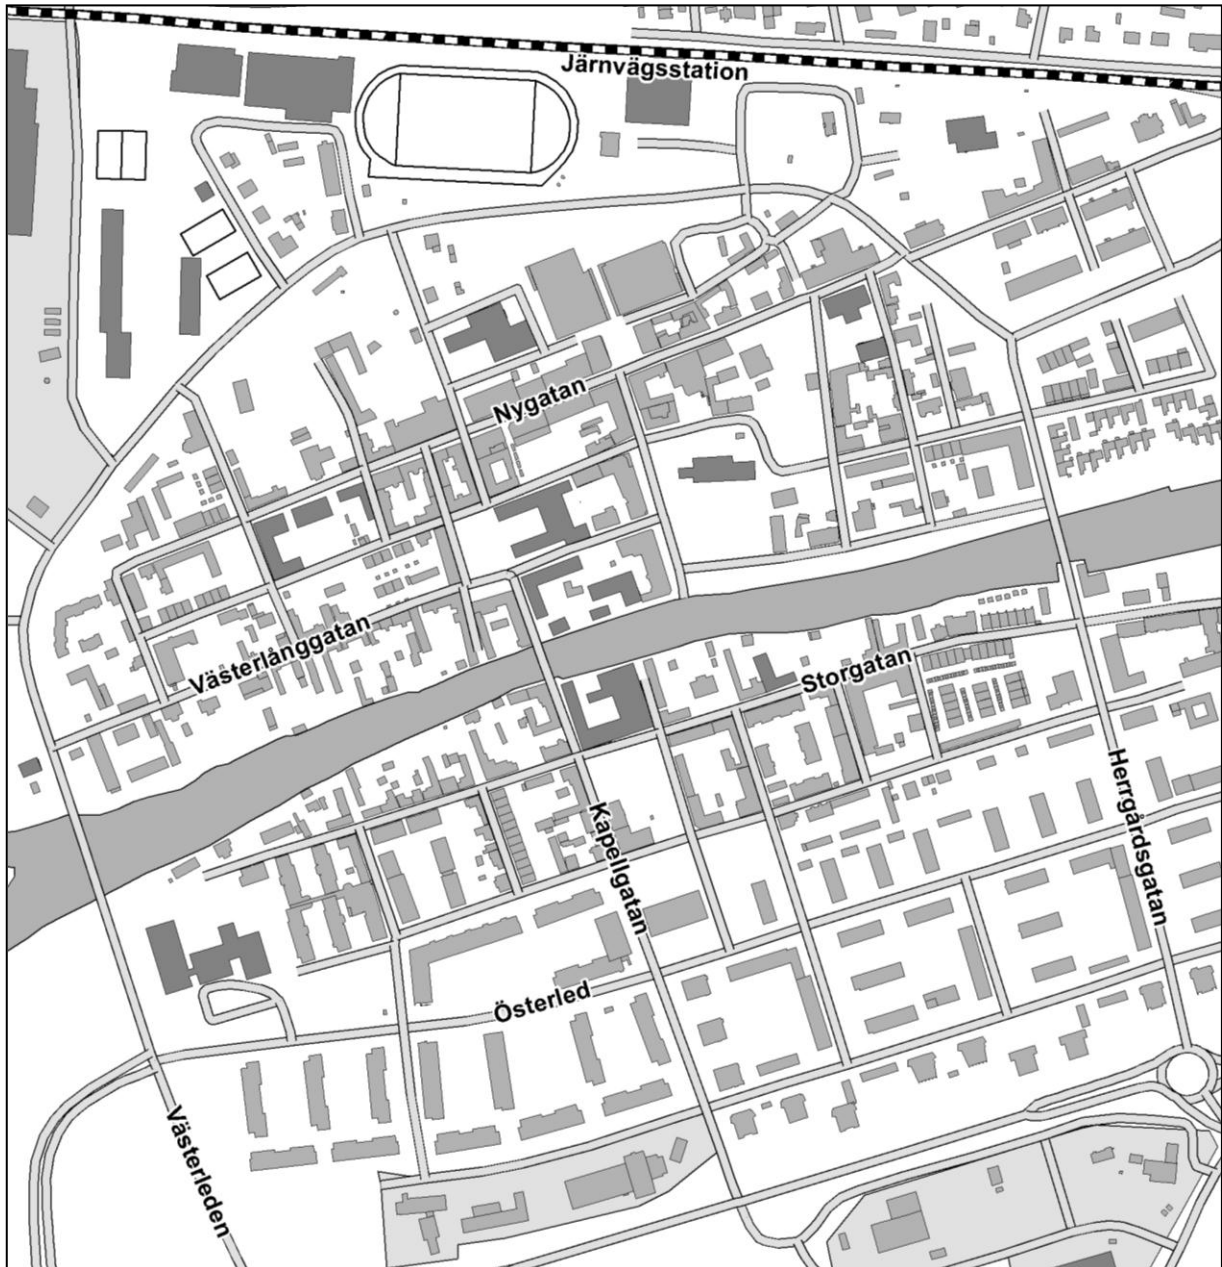 Järnvägsstation
Nygatan
Västerlånggatan
Storgatan
Herrgårdsgatan
Kapellgatan
Österled
Västerleden